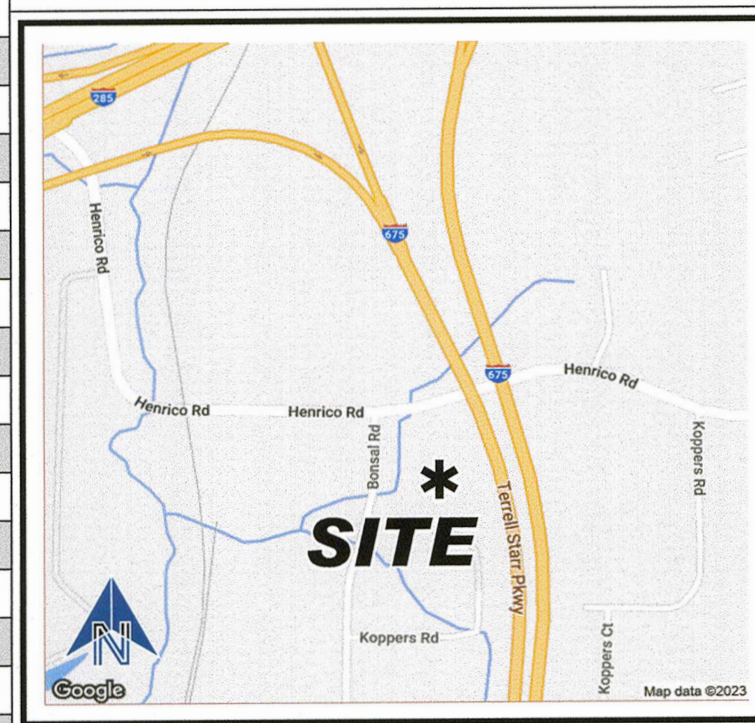 285
Henrico Rd
675
675
Henrico Rd
Henrico Rd
Henrico Rd
Bonsal Rd
Koppers Rd
*
SITE
Terrell Starr Pkwy
N
Koppers Rd
Koppers Ct
Google
Map data ©2023